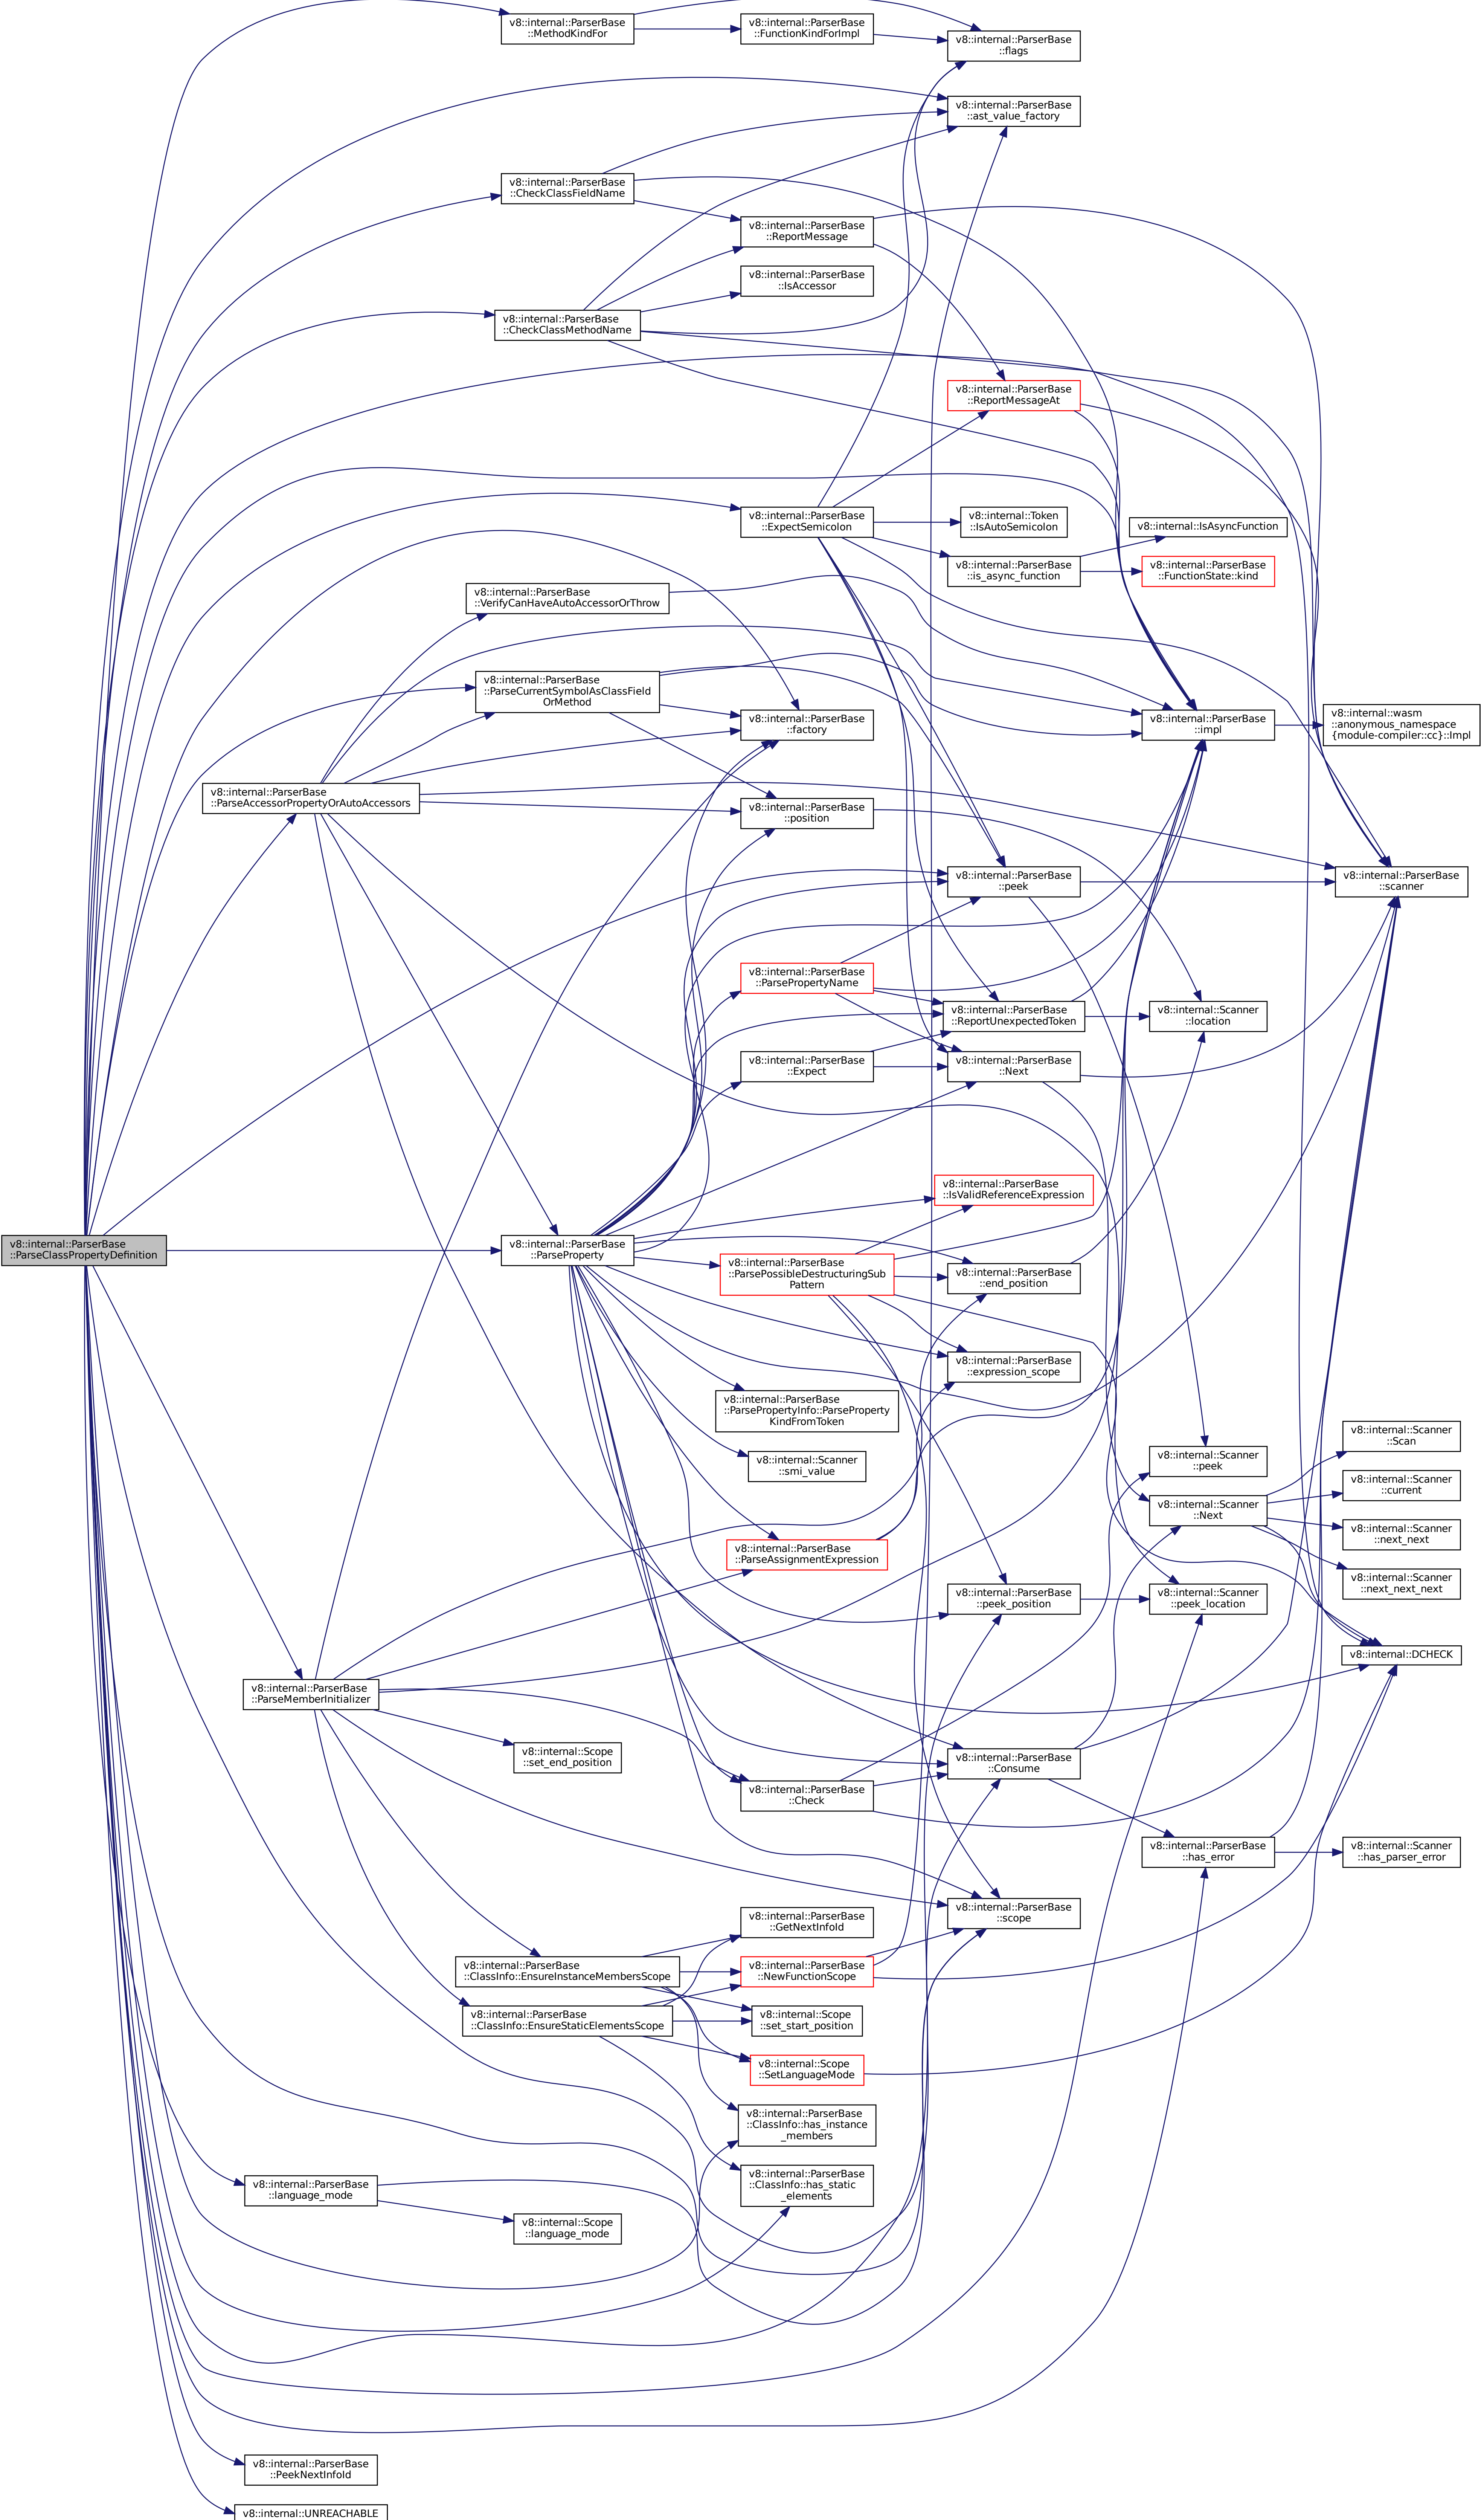 v8::internal::ParserBase
::MethodKindFor
v8::internal::ParserBase
::FunctionKindForImpl
v8::internal::ParserBase
::flags
v8::internal::ParserBase
::ast_value_factory
v8::internal::ParserBase
::CheckClassFieldName
v8::internal::ParserBase
::ReportMessage
v8::internal::ParserBase
::IsAccessor
v8::internal::ParserBase
::CheckClassMethodName
v8::internal::ParserBase
::ReportMessageAt
v8::internal::ParserBase
::ExpectSemicolon
v8::internal::Token
::IsAutoSemicolon
v8::internal::IsAsyncFunction
v8::internal::ParserBase
::is_async_function
v8::internal::ParserBase
::FunctionState::kind
v8::internal::ParserBase
::VerifyCanHaveAutoAccessorOrThrow
v8::internal::ParserBase
::ParseCurrentSymbolAsClassField
OrMethod
v8::internal::ParserBase
::factory
v8::internal::ParserBase
::impl
v8::internal::wasm
::anonymous_namespace
{module-compiler::cc}::Impl
v8::internal::ParserBase
::ParseAccessorPropertyOrAutoAccessors
v8::internal::ParserBase
::position
v8::internal::ParserBase
::peek
v8::internal::ParserBase
::scanner
v8::internal::ParserBase
::ParsePropertyName
v8::internal::ParserBase
::ReportUnexpectedToken
v8::internal::Scanner
::location
v8::internal::ParserBase
::Expect
v8::internal::ParserBase
::Next
v8::internal::ParserBase
::IsValidReferenceExpression
v8::internal::ParserBase
::ParseClassPropertyDefinition
v8::internal::ParserBase
::ParseProperty
v8::internal::ParserBase
::ParsePossibleDestructuringSub
Pattern
v8::internal::ParserBase
::end_position
v8::internal::ParserBase
::expression_scope
v8::internal::ParserBase
::ParsePropertyInfo::ParseProperty
KindFromToken
v8::internal::Scanner
::smi_value
v8::internal::Scanner
::peek
v8::internal::Scanner
::Scan
v8::internal::Scanner
::current
v8::internal::Scanner
::Next
v8::internal::Scanner
::next_next
v8::internal::ParserBase
::ParseAssignmentExpression
v8::internal::Scanner
::next_next_next
v8::internal::ParserBase
::peek_position
v8::internal::Scanner
::peek_location
v8::internal::DCHECK
v8::internal::ParserBase
::ParseMemberInitializer
v8::internal::Scope
::set_end_position
v8::internal::ParserBase
::Consume
v8::internal::ParserBase
::Check
v8::internal::ParserBase
::has_error
v8::internal::Scanner
::has_parser_error
v8::internal::ParserBase
::scope
v8::internal::ParserBase
::GetNextInfoId
v8::internal::ParserBase
::ClassInfo::EnsureInstanceMembersScope
v8::internal::ParserBase
::NewFunctionScope
v8::internal::ParserBase
::ClassInfo::EnsureStaticElementsScope
v8::internal::Scope
::set_start_position
v8::internal::Scope
::SetLanguageMode
v8::internal::ParserBase
::ClassInfo::has_instance
_members
v8::internal::ParserBase
::ClassInfo::has_static
_elements
v8::internal::ParserBase
::language_mode
v8::internal::Scope
::language_mode
v8::internal::ParserBase
::PeekNextInfoId
v8::internal::UNREACHABLE